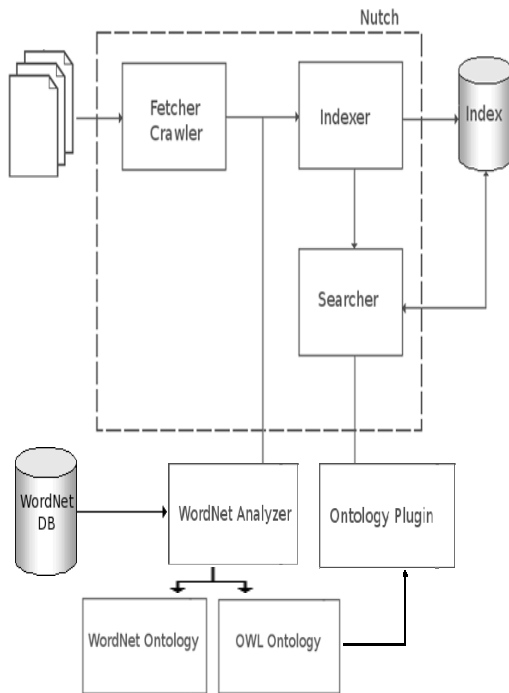 Nutch
Fetcher
Crawler
Indexer
Index
Searcher
WordNet
DB
WordNet Analyzer
Ontology Plugin
WordNet Ontology
OWL Ontology